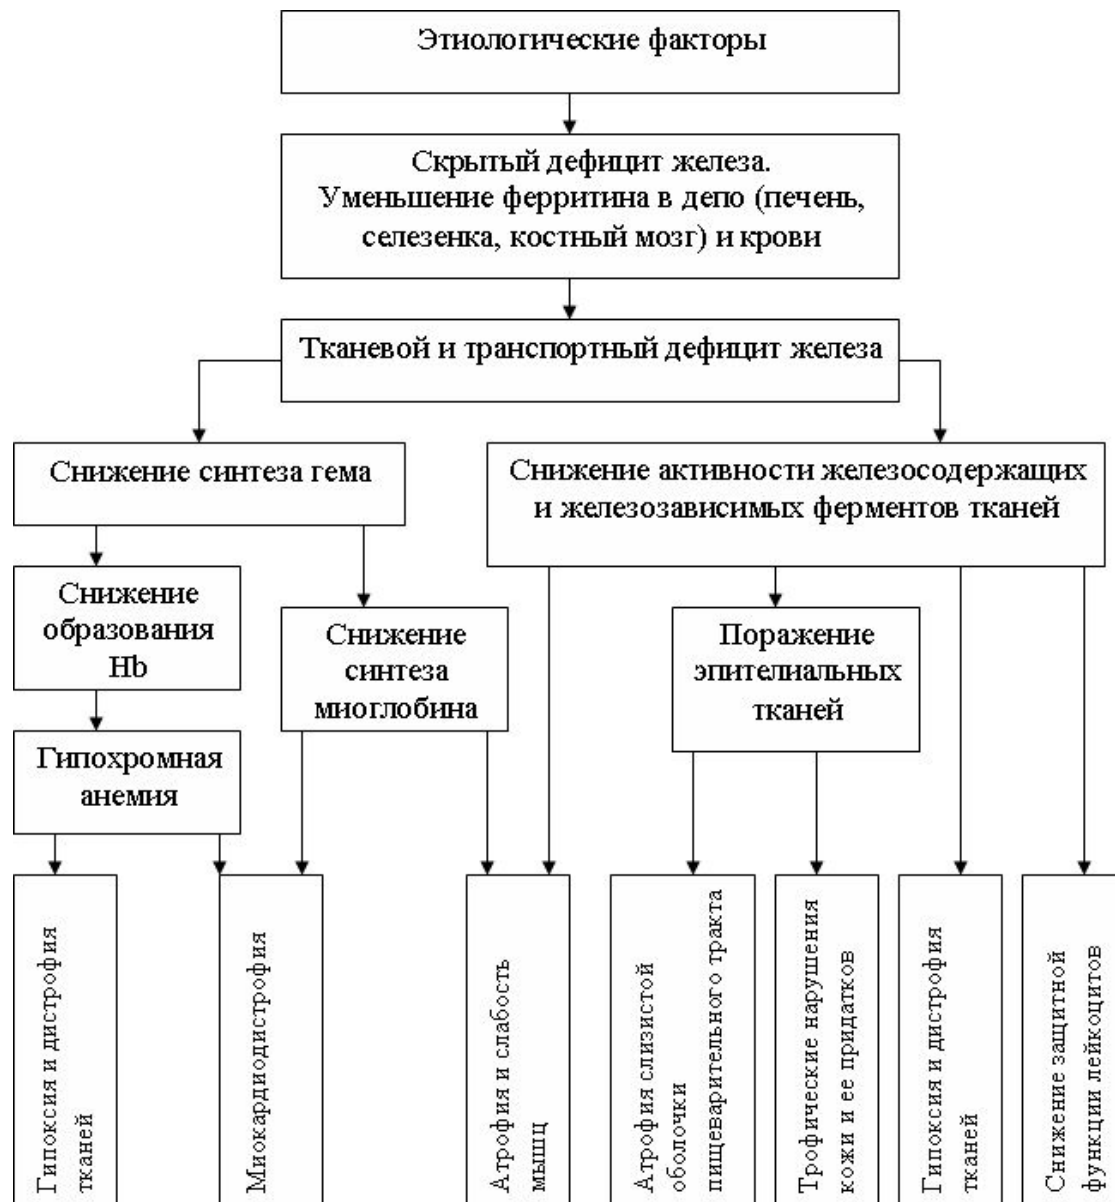 Этиологические факторы
Скрытый дефицит железа.
Уменьшение ферритина в депо (печень,
селезенка, костный мозг) и крови
Тканевой и транспортный дефицит железа
Снижение синтеза гема
Снижение активности железосодержащих
и железозависимых ферментов тканей
Снижение
образования
Hb
Снижение
синтеза
миоглобина
Поражение
эпителиальных
тканей
Гипохромная
анемия
Гипоксия и дистрофия
тканей
Миокардиодистрофия
Атрофия и слабость
мышц
Атрофия слизистой
оболочки
пищеварительного тракта
Трофические нарушения
кожи и ее придатков
Гипоксия и дистрофия
тканей
Снижение защитной
функции лейкоцитов